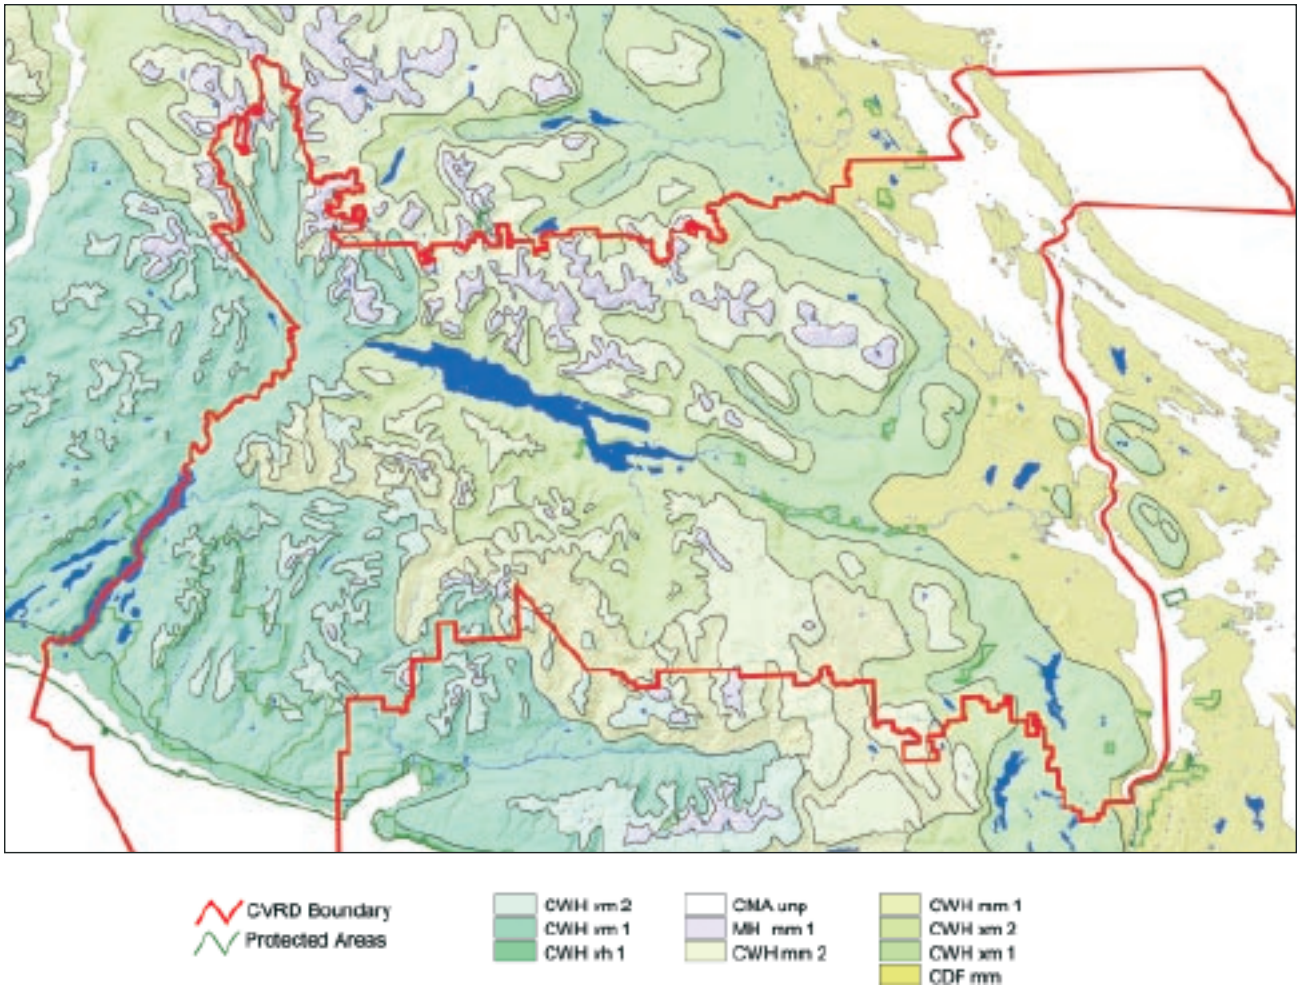 CVRD Boundary
Protected Areas
CWH vm 2
CWH vm 1
CWH vh 1
CMA unp
MH mm 1
CWH mm 2
CWH mm 1
CWH xm 2
CWH xm 1
CDF mm